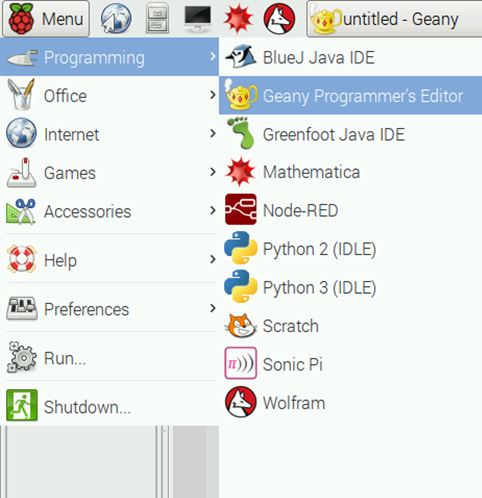 Menu
untitled - Geany
Programming
Office
Internet
Games
Accessories
Help
Preferences
Run...
Shutdown...
BlueJ Java IDE
Geany Programmer's Editor
Greenfoot Java IDE
Mathematica
Node-RED
Python 2 (IDLE)
Python 3 (IDLE)
Scratch
π)))
Sonic Pi
Wolfram